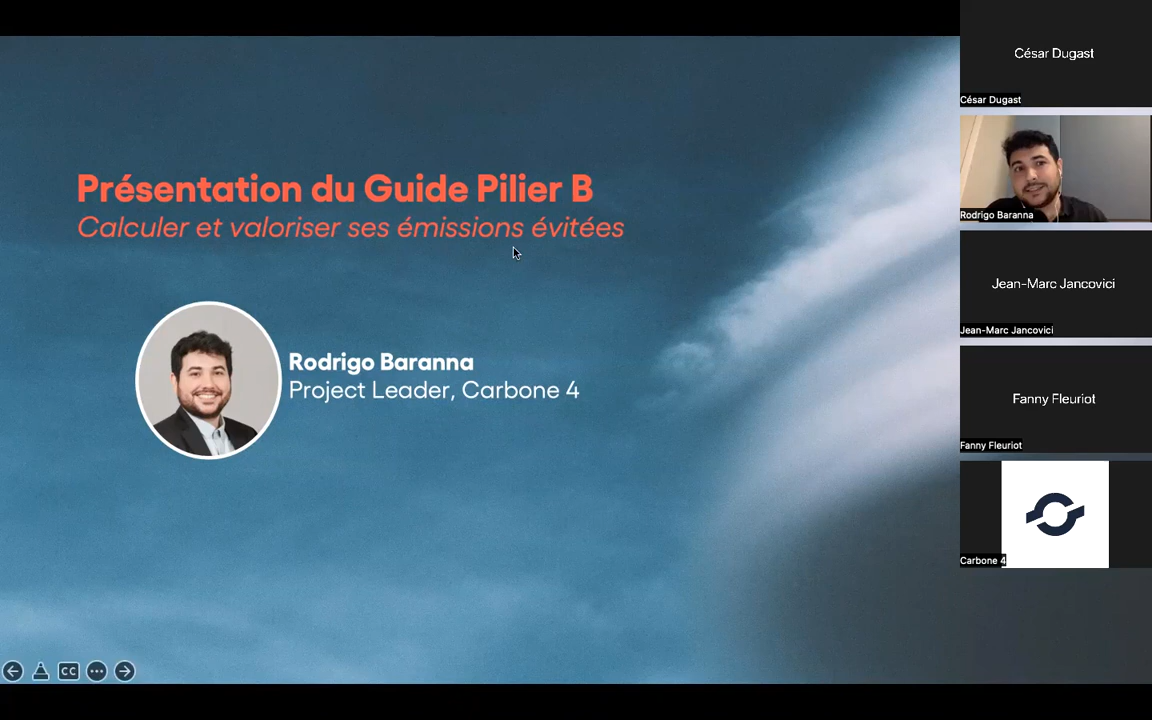 Présentation du Guide Pilier B
Calculer et valoriser ses émissions évitées
Rodrigo Baranna
Project Leader, Carbone 4
CC
César Dugast
César Dugast
Rodrigo Baranna
Jean-Marc Jancovici
Jean-Marc Jancovici
Fanny Fleuriot
Fanny Fleuriot
Carbone 4